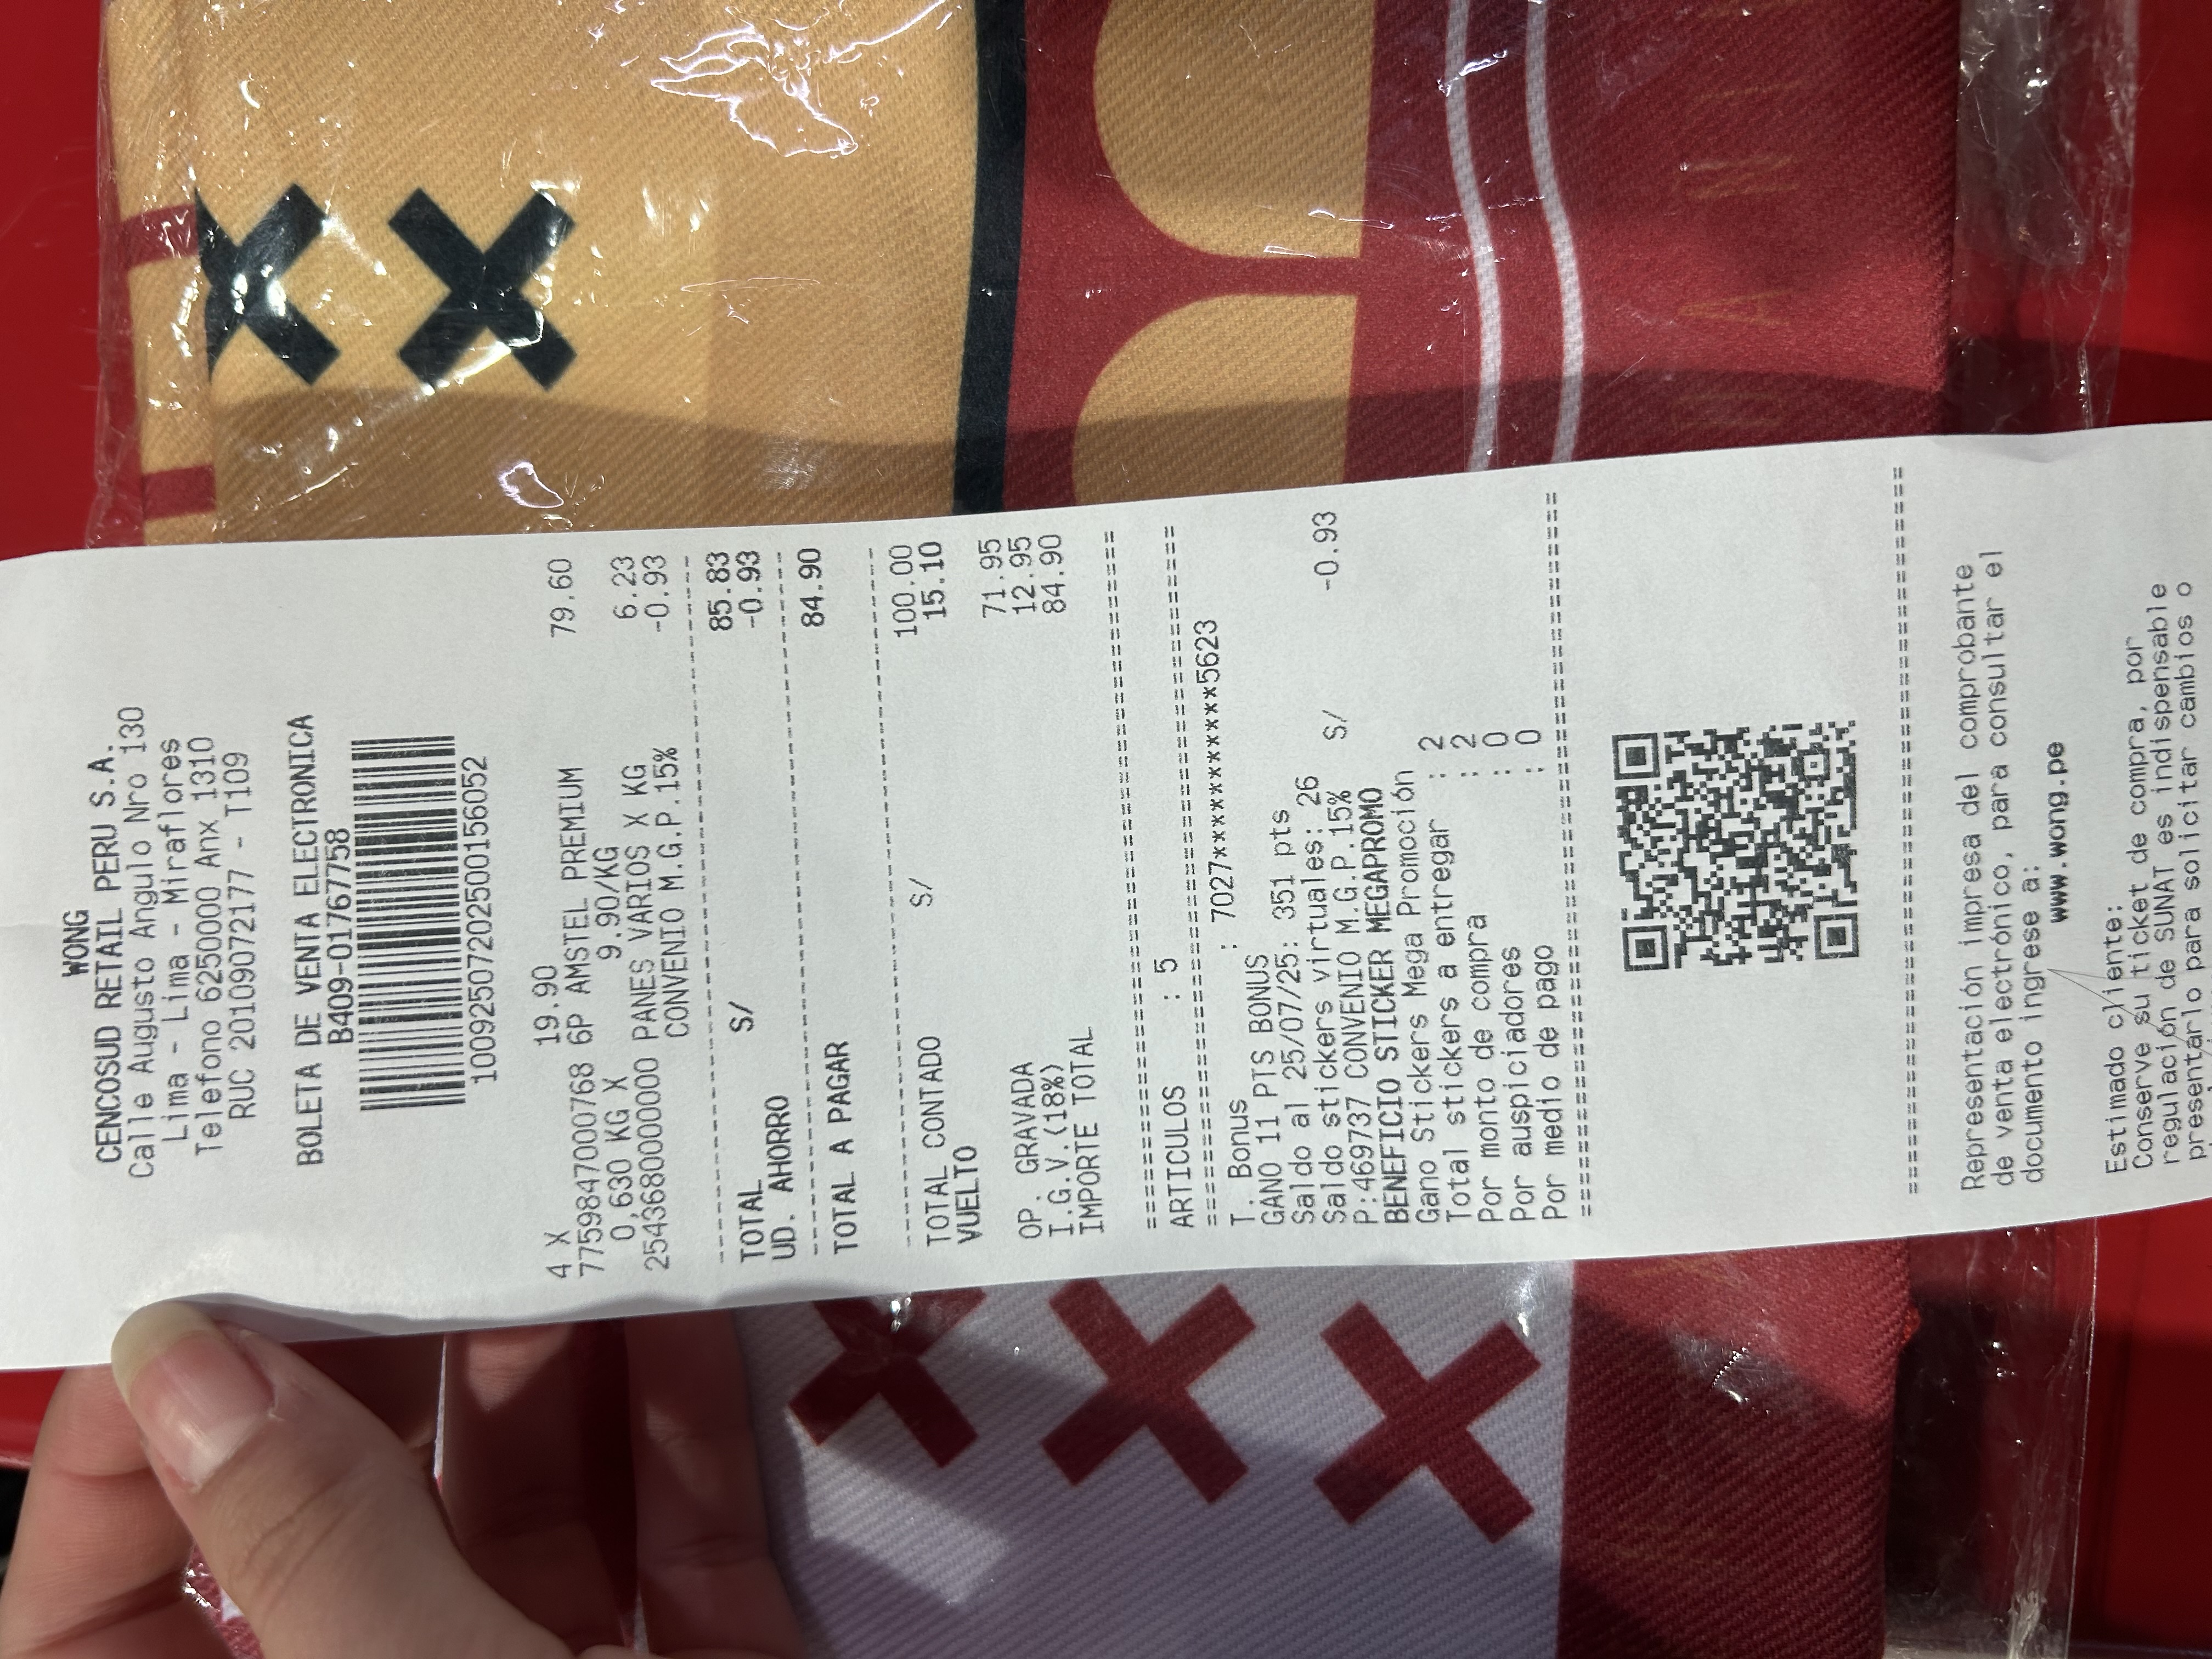 WONG
CENCOSUD RETAIL PERU S.A.
Calle Augusto Angulo Nro 130
Lima - Lima - Miraflores
Telefono 6250000 Anx 1310
RUC 20109072177 - T109
BOLETA DE VENTA ELECTRONICA
B409-01767758
10092507202500156052
4 X 19.90
7759847000768 6P AMSTEL PREMIUM 79.60
0,630 KG X 9.90/KG
2543680000000 PANES VARIOS X KG 6.23
CONVENIO M.G.P.15% -0.93
TOTAL S/ 85.83
UD. AHORRO -0.93
TOTAL A PAGAR 84.90
TOTAL CONTADO S/ 100.00
VUELTO 15.10
OP. GRAVADA 71.95
I.G.V.(18%) 12.95
IMPORTE TOTAL 84.90
ARTICULOS : 5
T. Bonus : 7027***********5623
GANO 11 PTS BONUS
Saldo al 25/07/25: 351 pts
Saldo stickers virtuales: 26
P:469737 CONVENIO M.G.P.15% S/ -0.93
BENEFICIO STICKER MEGAPROMO
Gano Stickers Mega Promoción
Total stickers a entregar : 2
Por monto de compra : 2
Por auspiciadores : 0
Por medio de pago : 0
Representación impresa del comprobante
de venta electrónico, para consultar el
documento ingrese a:
www.wong.pe
Estimado cliente:
Conserve su ticket de compra, por
regulación de SUNAT es indispensable
presentarlo para solicitar cambios o